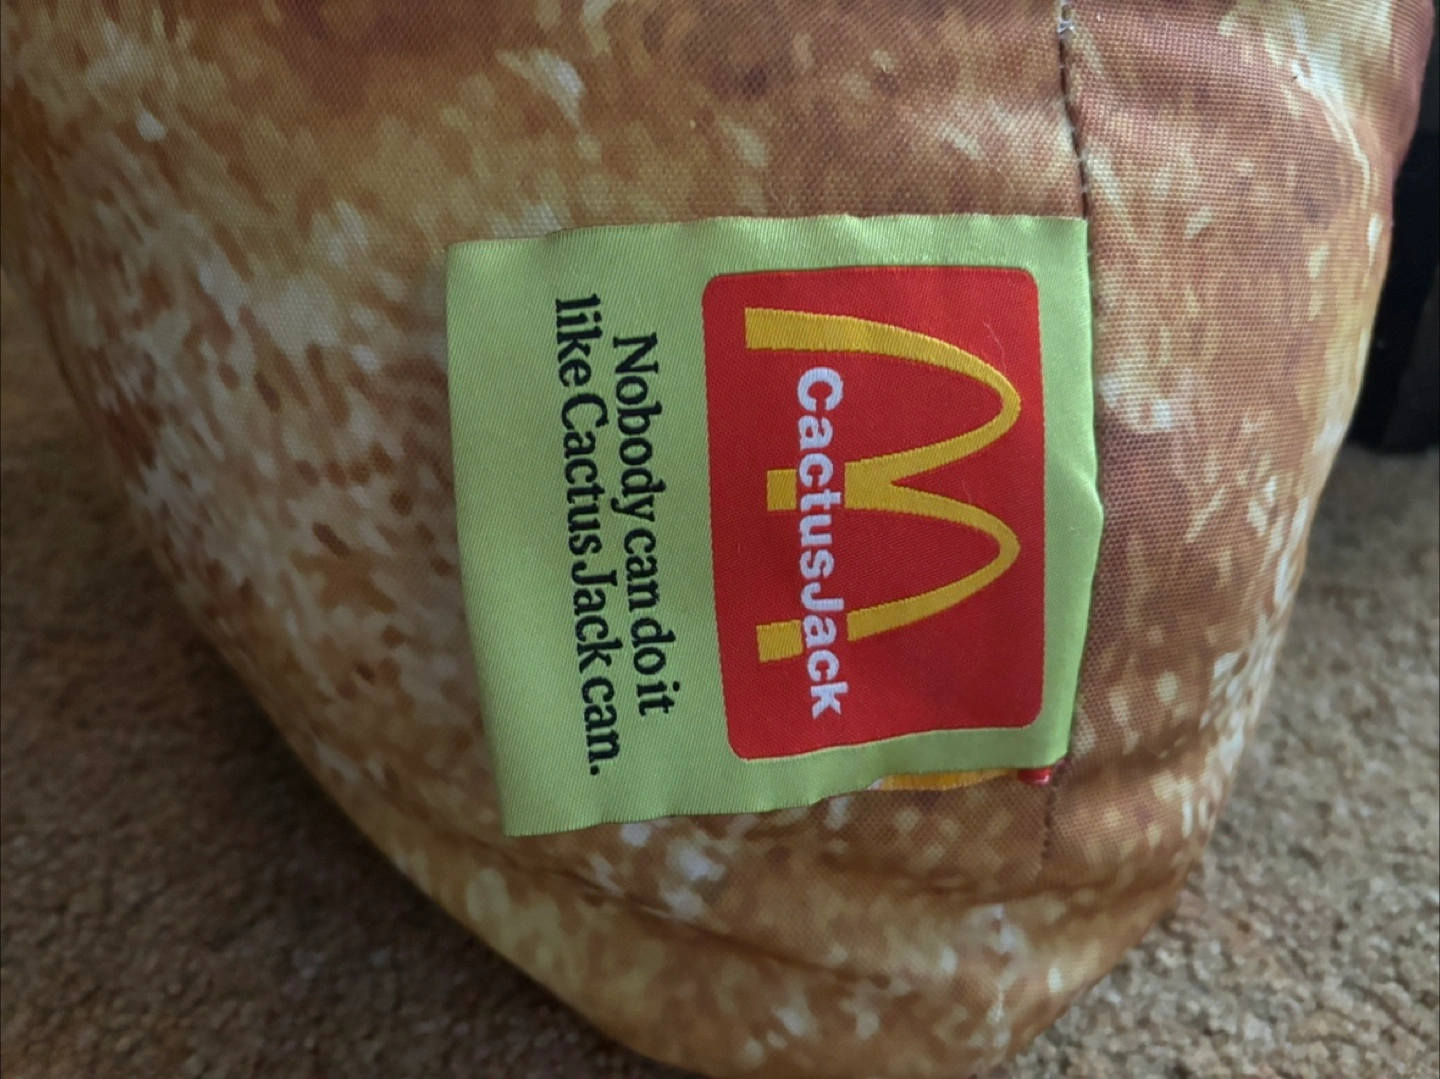 CactusJack
Nobody can do it
like Cactus Jack can.